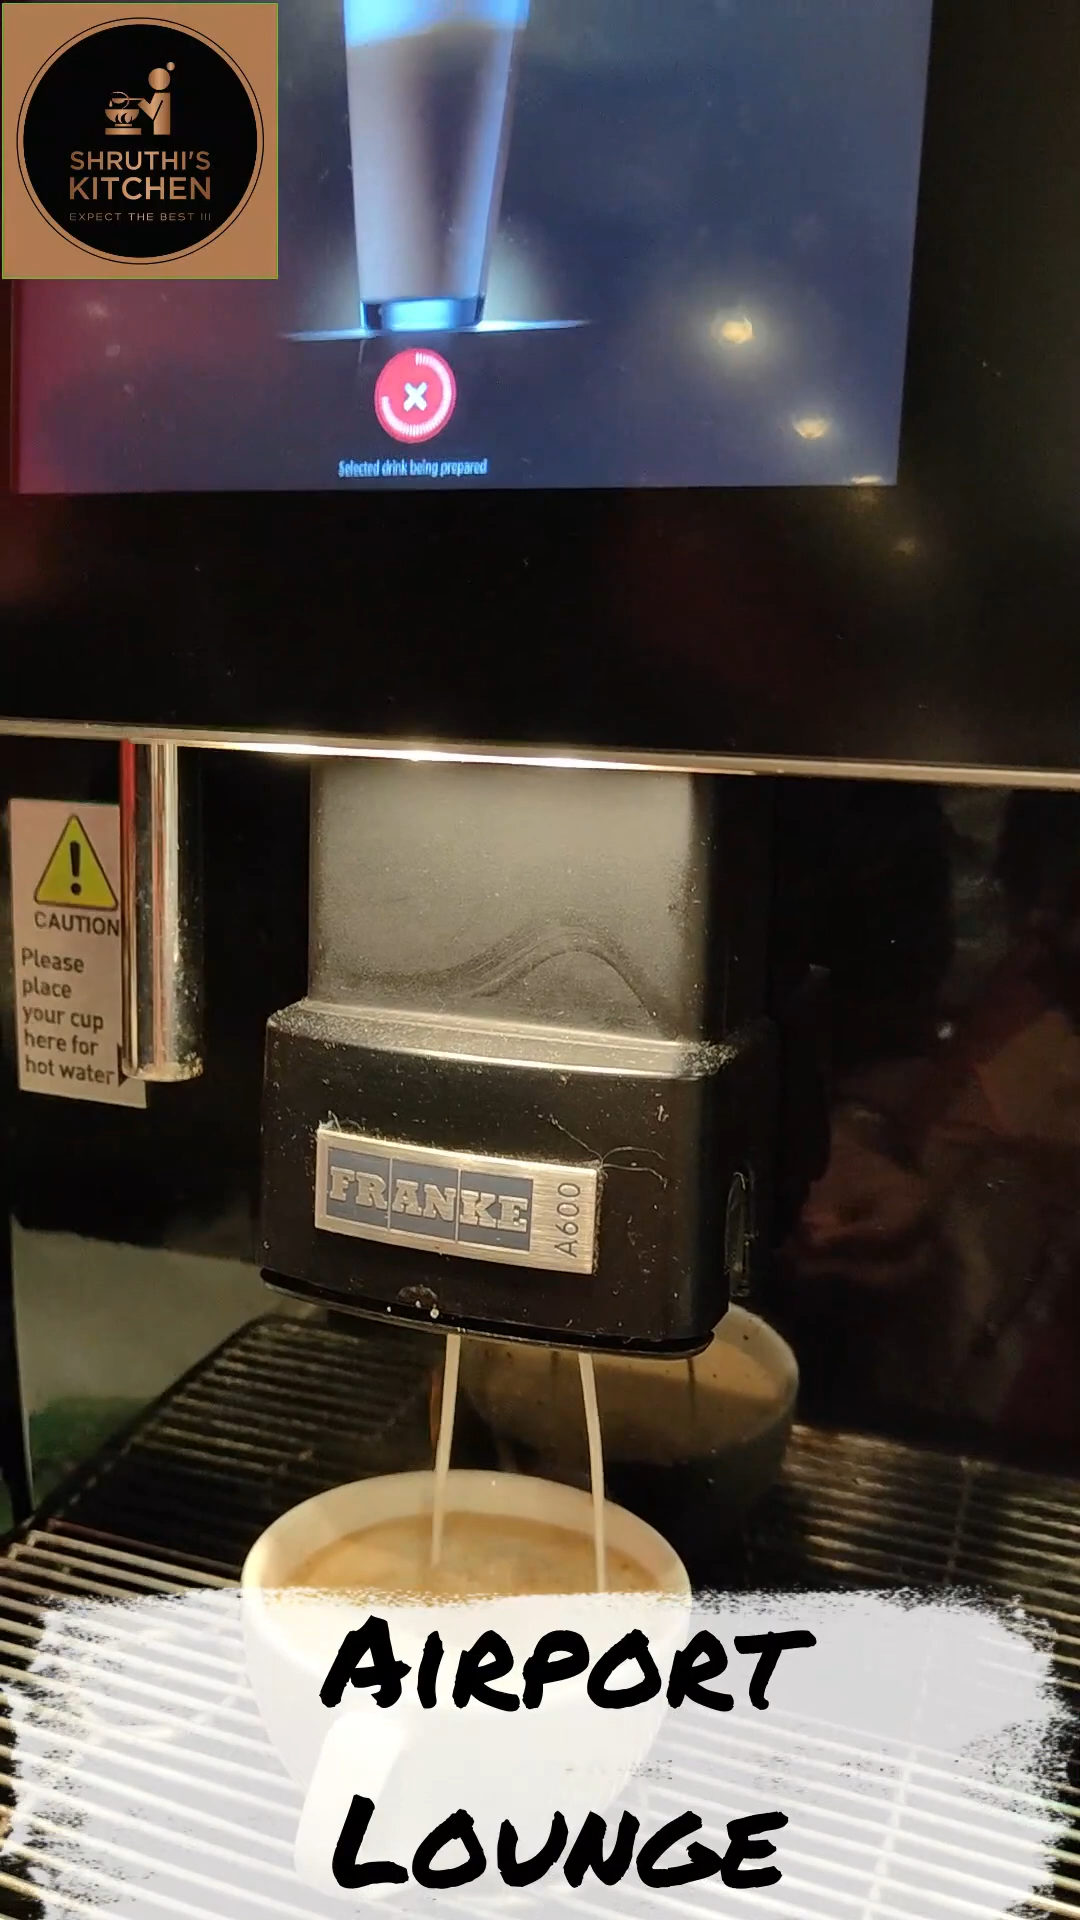 SHRUTHI'S
KITCHEN
EXPECT THE BEST !!!
Selected drink being prepared
CAUTION
Please
place
your cup
here for
hot water
FRANKE
A600
AIRPORT
LOUNGE